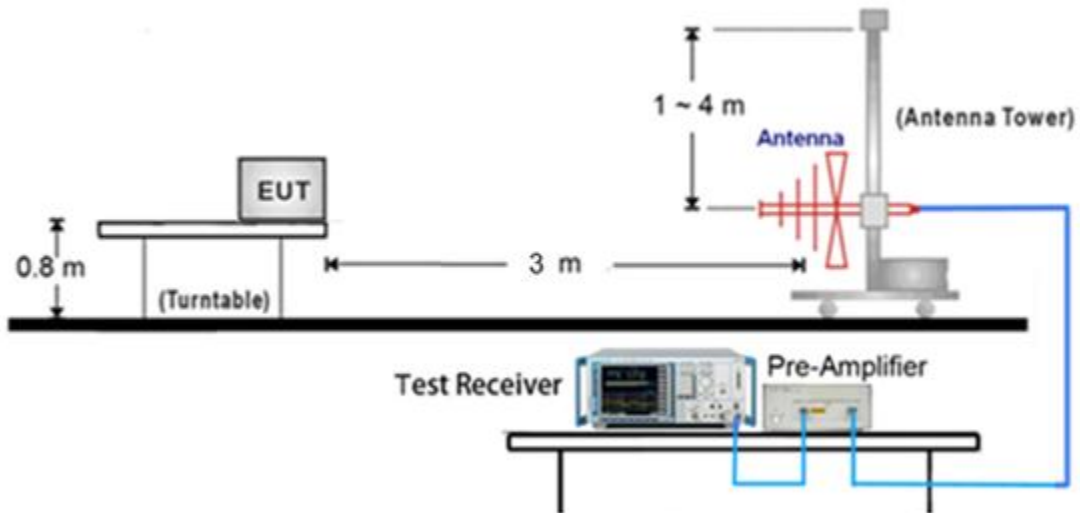 1 ~ 4 m
(Antenna Tower)
Antenna
EUT
0.8 m
3 m
(Turntable)
Test Receiver
Pre-Amplifier